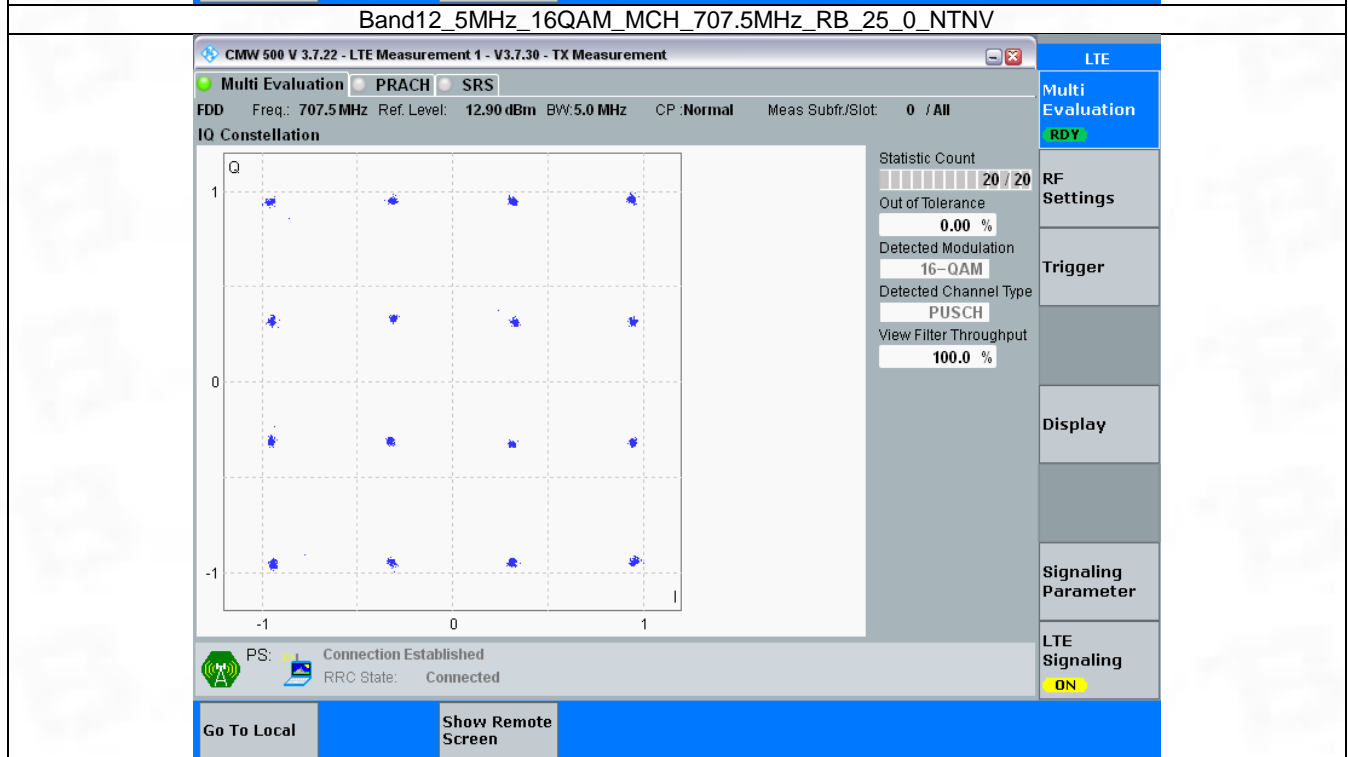 Band12_5MHz_16QAM_MCH_707.5MHz_RB_25_0_NTNV
CMW 500 V 3.7.22 - LTE Measurement 1 - V3.7.30 - TX Measurement
LTE
Multi Evaluation PRACH SRS
FDD Freq.: 707.5 MHz Ref. Level: 12.90 dBm BW:5.0 MHz CP :Normal Meas Subfr./Slot: 0 / All
IQ Constellation
Q
1
0
-1
-1 0 1
I
Statistic Count
20 / 20
Out of Tolerance
0.00 %
Detected Modulation
16-QAM
Detected Channel Type
PUSCH
View Filter Throughput
100.0 %
Multi
Evaluation
RDY
RF
Settings
Trigger
Display
Signaling
Parameter
LTE
Signaling
ON
PS: Connection Established
RRC State: Connected
Go To Local
Show Remote
Screen